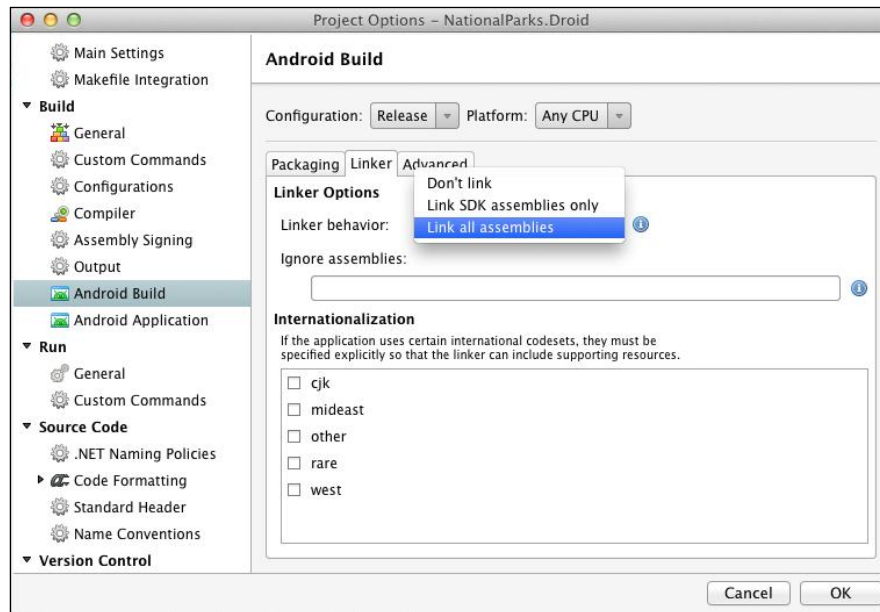 Project Options – NationalParks.Droid
Main Settings
Makefile Integration
Build
General
Custom Commands
Configurations
Compiler
Assembly Signing
Output
Android Build
Android Application
Run
General
Custom Commands
Source Code
.NET Naming Policies
Code Formatting
Standard Header
Name Conventions
Version Control
Android Build
Configuration: Release Platform: Any CPU
Packaging Linker Advanced
Linker Options
Linker behavior:
Don't link
Link SDK assemblies only
Link all assemblies
Ignore assemblies:
Internationalization
If the application uses certain international codesets, they must be
specified explicitly so that the linker can include supporting resources.
cjk
mideast
other
rare
west
Cancel OK